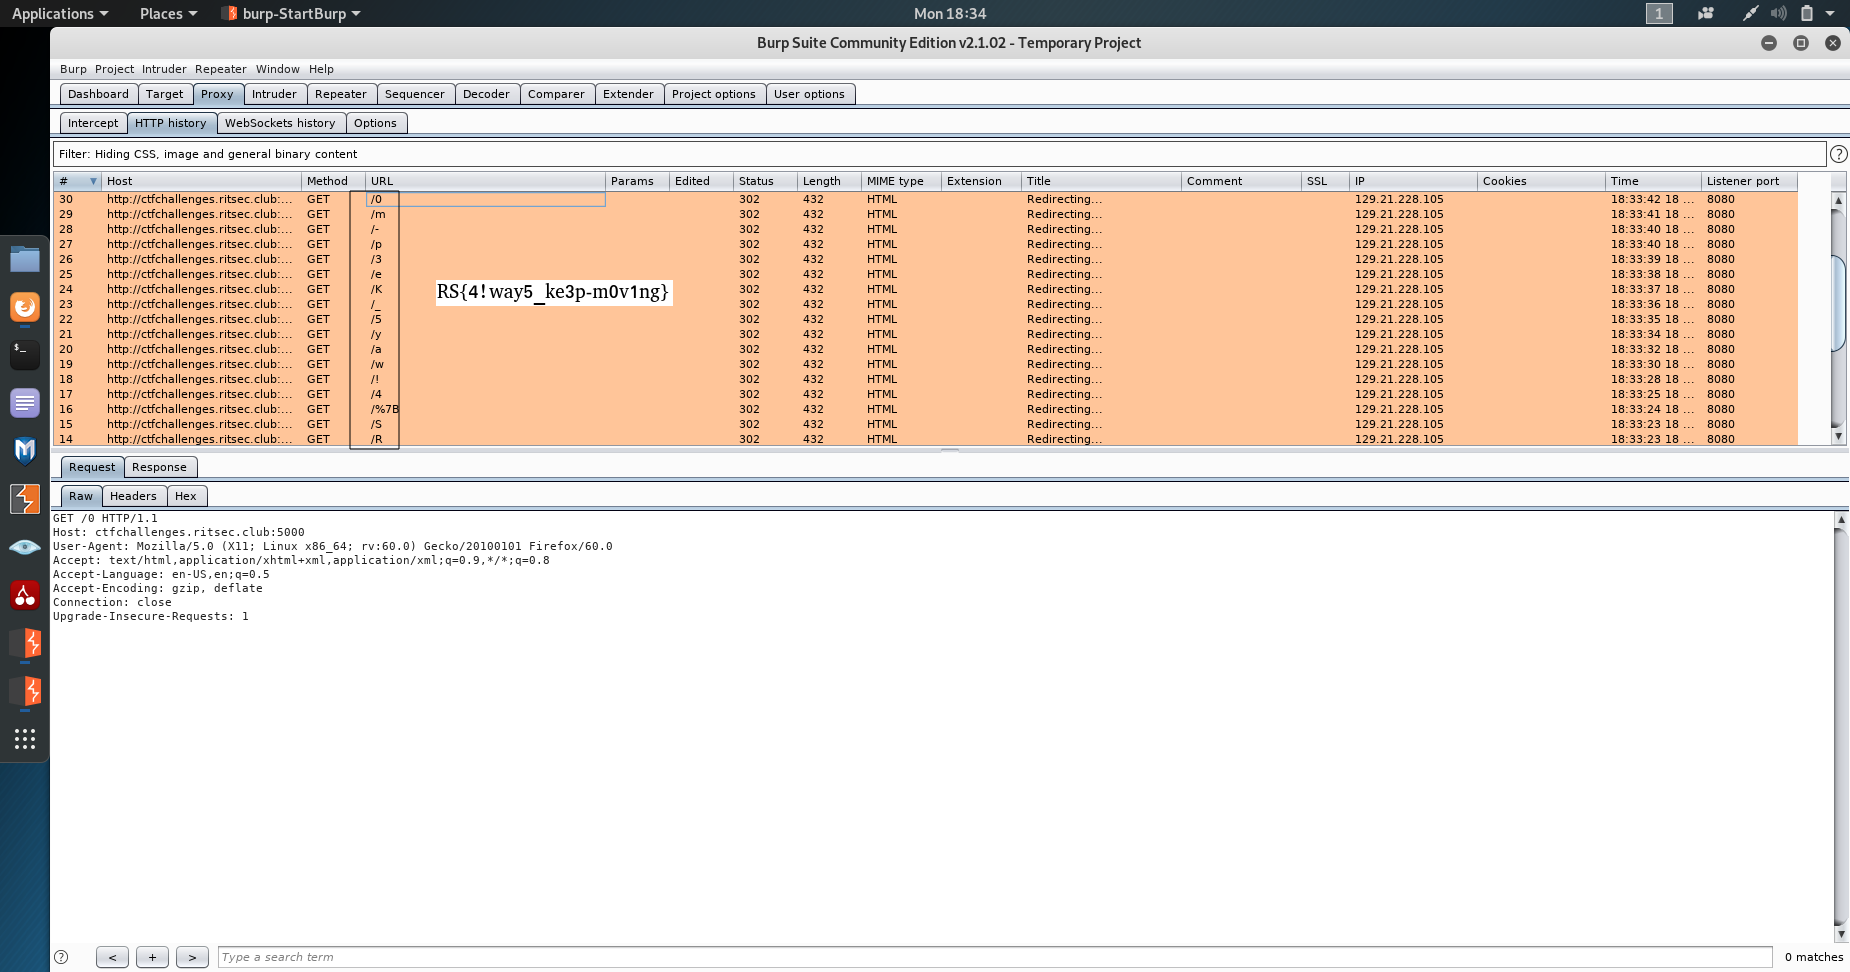 Applications Places burp-StartBurp Mon 18:34 1
Burp Suite Community Edition v2.1.02 - Temporary Project
Burp Project Intruder Repeater Window Help
Dashboard Target Proxy Intruder Repeater Sequencer Decoder Comparer Extender Project options User options
Intercept HTTP history WebSockets history Options
Filter: Hiding CSS, image and general binary content ?
# Host Method URL Params Edited Status Length MIME type Extension Title Comment SSL IP Cookies Time Listener port
30 http://ctfchallenges.ritsec.club:... GET /0 302 432 HTML Redirecting... 129.21.228.105 18:33:42 18 ... 8080
29 http://ctfchallenges.ritsec.club:... GET /m 302 432 HTML Redirecting... 129.21.228.105 18:33:41 18 ... 8080
28 http://ctfchallenges.ritsec.club:... GET /- 302 432 HTML Redirecting... 129.21.228.105 18:33:40 18 ... 8080
27 http://ctfchallenges.ritsec.club:... GET /p 302 432 HTML Redirecting... 129.21.228.105 18:33:40 18 ... 8080
26 http://ctfchallenges.ritsec.club:... GET /3 302 432 HTML Redirecting... 129.21.228.105 18:33:39 18 ... 8080
25 http://ctfchallenges.ritsec.club:... GET /e 302 432 HTML Redirecting... 129.21.228.105 18:33:38 18 ... 8080
24 http://ctfchallenges.ritsec.club:... GET /K 302 432 HTML Redirecting... 129.21.228.105 18:33:37 18 ... 8080
RS{4!way5_ke3p-m0v1ng}
23 http://ctfchallenges.ritsec.club:... GET /_ 302 432 HTML Redirecting... 129.21.228.105 18:33:36 18 ... 8080
22 http://ctfchallenges.ritsec.club:... GET /5 302 432 HTML Redirecting... 129.21.228.105 18:33:35 18 ... 8080
21 http://ctfchallenges.ritsec.club:... GET /y 302 432 HTML Redirecting... 129.21.228.105 18:33:34 18 ... 8080
20 http://ctfchallenges.ritsec.club:... GET /a 302 432 HTML Redirecting... 129.21.228.105 18:33:32 18 ... 8080
19 http://ctfchallenges.ritsec.club:... GET /w 302 432 HTML Redirecting... 129.21.228.105 18:33:30 18 ... 8080
18 http://ctfchallenges.ritsec.club:... GET /! 302 432 HTML Redirecting... 129.21.228.105 18:33:28 18 ... 8080
17 http://ctfchallenges.ritsec.club:... GET /4 302 432 HTML Redirecting... 129.21.228.105 18:33:25 18 ... 8080
16 http://ctfchallenges.ritsec.club:... GET /%7B 302 432 HTML Redirecting... 129.21.228.105 18:33:24 18 ... 8080
15 http://ctfchallenges.ritsec.club:... GET /S 302 432 HTML Redirecting... 129.21.228.105 18:33:23 18 ... 8080
14 http://ctfchallenges.ritsec.club:... GET /R 302 432 HTML Redirecting... 129.21.228.105 18:33:23 18 ... 8080
Request Response
Raw Headers Hex
GET /0 HTTP/1.1
Host: ctfchallenges.ritsec.club:5000
User-Agent: Mozilla/5.0 (X11; Linux x86_64; rv:60.0) Gecko/20100101 Firefox/60.0
Accept: text/html,application/xhtml+xml,application/xml;q=0.9,*/*;q=0.8
Accept-Language: en-US,en;q=0.5
Accept-Encoding: gzip, deflate
Connection: close
Upgrade-Insecure-Requests: 1
? < + > Type a search term 0 matches